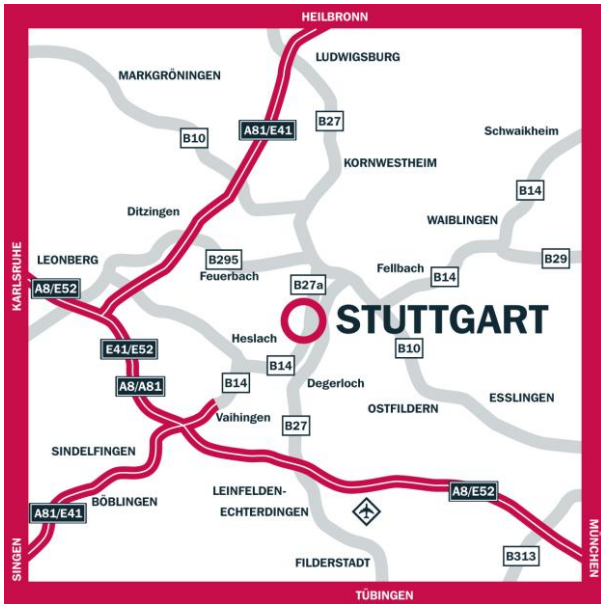 HEILBRONN
LUDWIGSBURG
MARKGRÖNINGEN
B27
A81/E41
B10
Schwaikheim
KORNWESTHEIM
B14
Ditzingen
WAIBLINGEN
KARLSRUHE
LEONBERG
B295
B29
Feuerbach
Fellbach
B14
B27a
A8/E52
STUTTGART
Heslach
E41/E52
B10
B14
A8/A81
B14
Degerloch
ESSLINGEN
OSTFILDERN
Vaihingen
B27
SINDELFINGEN
LEINFELDEN-
ECHTERDINGEN
A8/E52
BÖBLINGEN
A81/E41
SINGEN
MÜNCHEN
B313
FILDERSTADT
TÜBINGEN